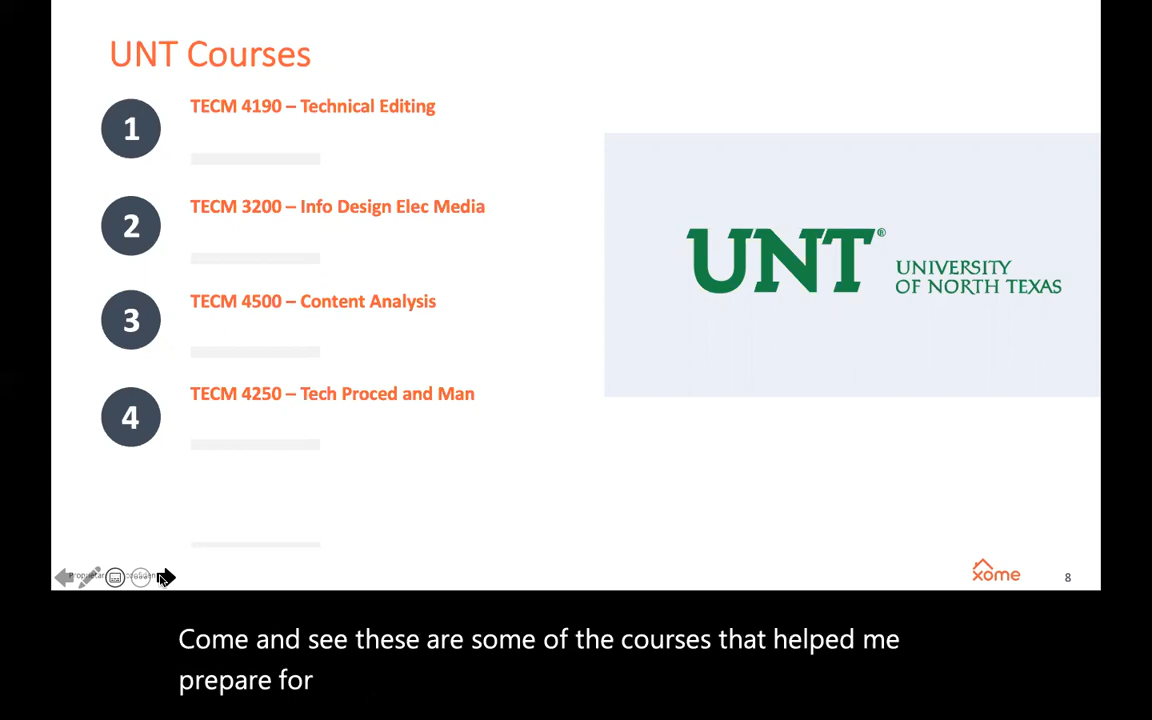 UNT Courses
1
TECM 4190 – Technical Editing
2
TECM 3200 – Info Design Elec Media
3
TECM 4500 – Content Analysis
4
TECM 4250 – Tech Proced and Man
UNT®
UNIVERSITY
OF NORTH TEXAS
xome
8
Come and see these are some of the courses that helped me
prepare for